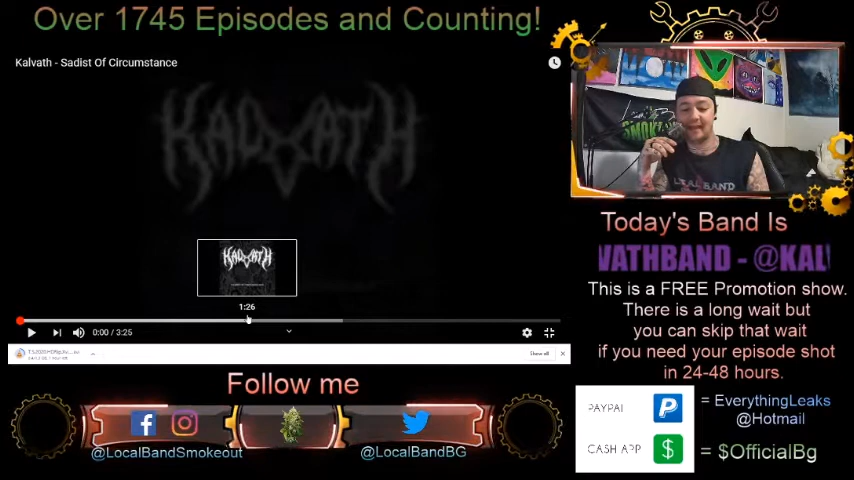 Over 1745 Episodes and Counting!
Kalvath - Sadist Of Circumstance
KALVATH
KALVATH
1:26
0:00 / 3:25
Show all
Follow me
@LocalBandSmokeout
@LocalBandBG
Today's Band Is
VATHBAND - @KAL
This is a FREE Promotion show.
There is a long wait but
you can skip that wait
if you need your episode shot
in 24-48 hours.
PAYPAL
= EverythingLeaks
@Hotmail
CASH APP
$
= $OfficialBg